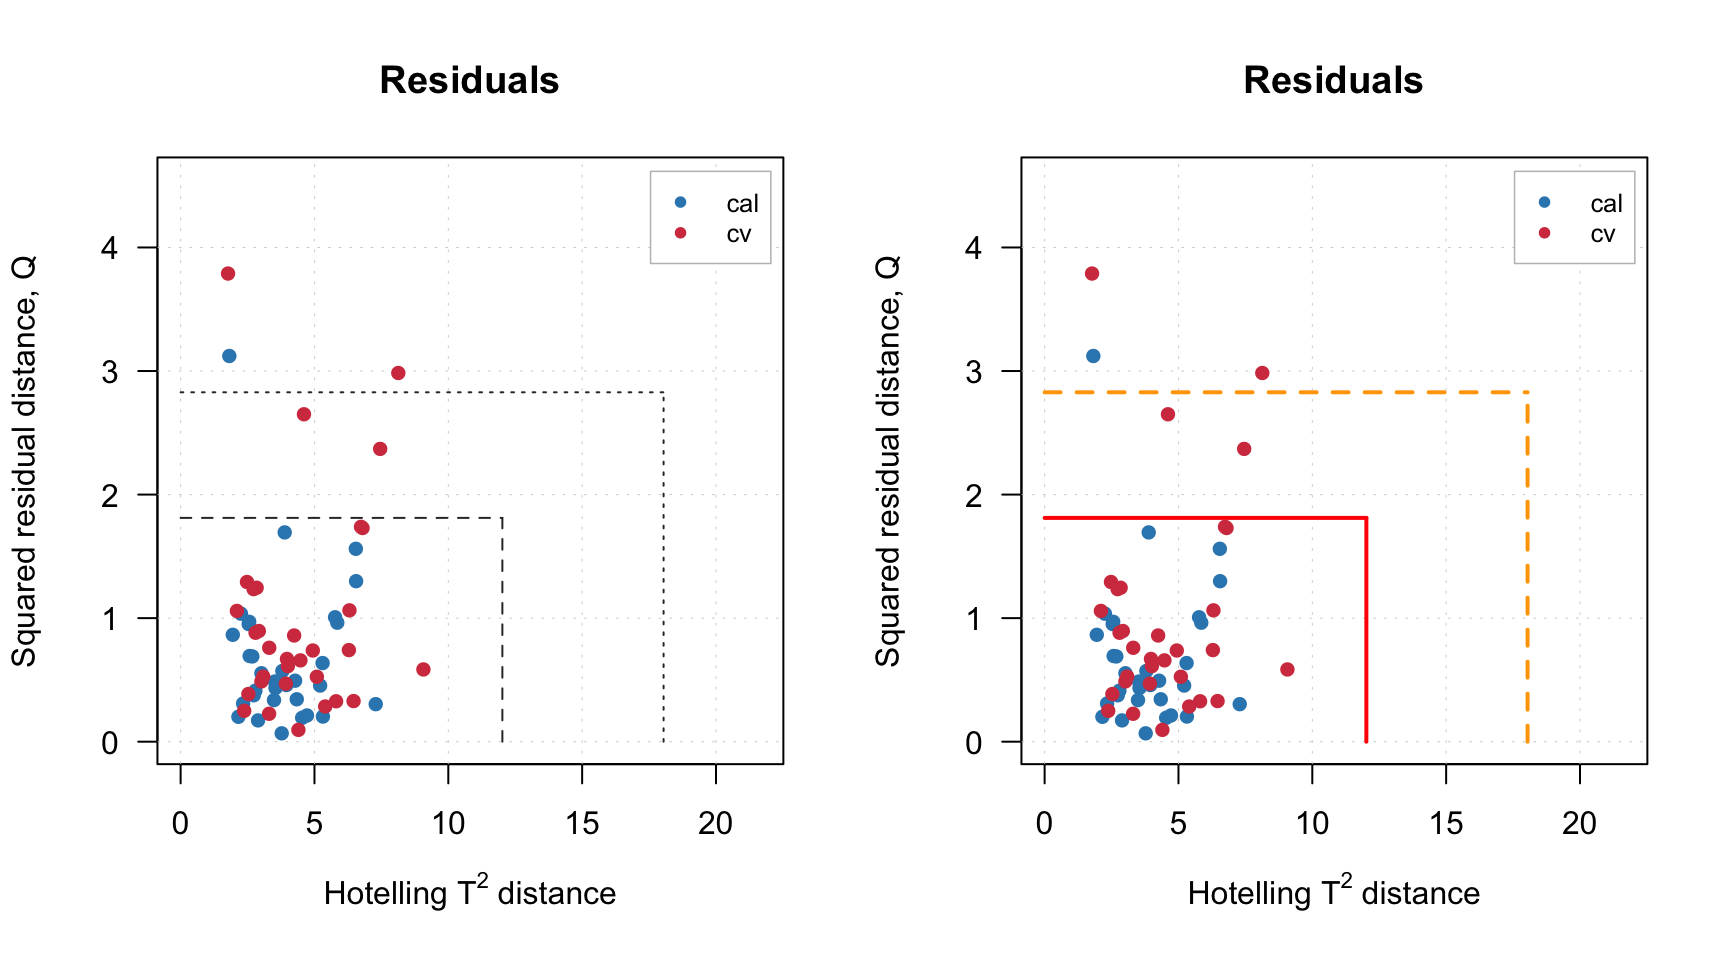 Residuals
Squared residual distance, Q
4
3
2
1
0
cal
cv
0 5 10 15 20
Hotelling T² distance
Residuals
Squared residual distance, Q
4
3
2
1
0
cal
cv
0 5 10 15 20
Hotelling T² distance